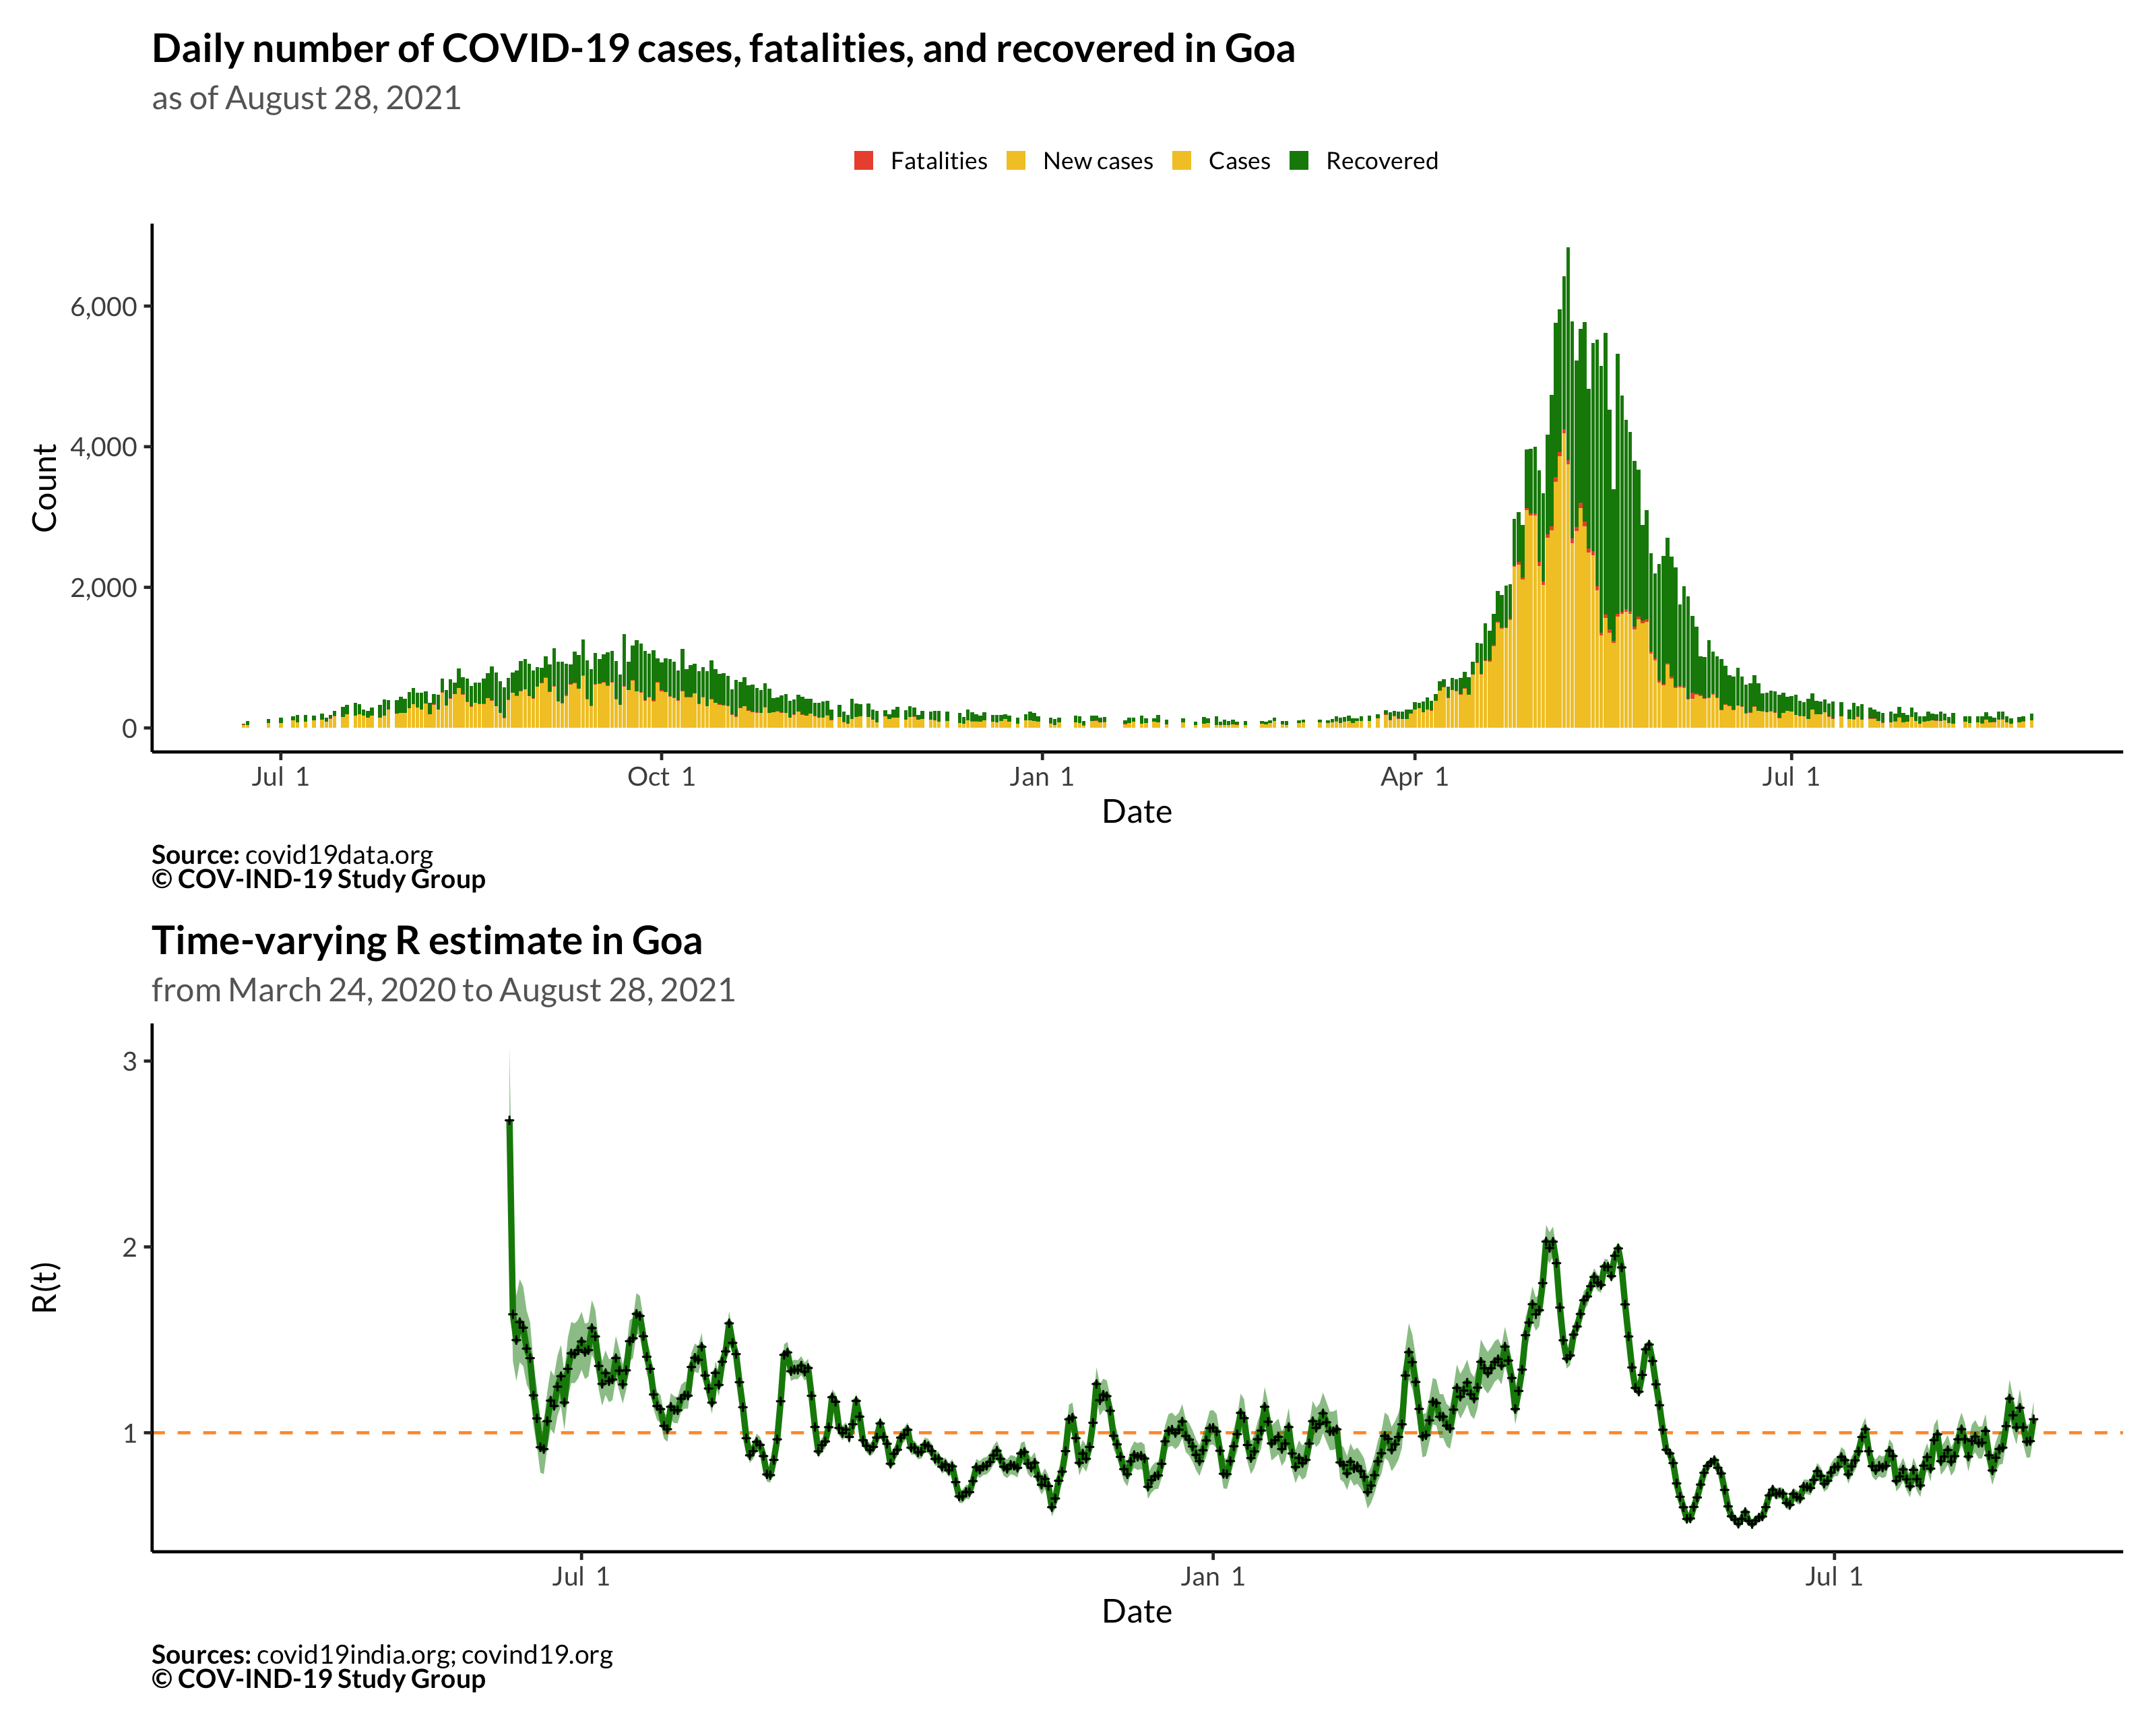 Daily number of COVID-19 cases, fatalities, and recovered in Goa
as of August 28, 2021
Fatalities New cases Cases Recovered
6,000
4,000
2,000
0
Count
Jul 1 Oct 1 Jan 1 Apr 1 Jul 1
Date
Source: covid19data.org
© COV-IND-19 Study Group
Time-varying R estimate in Goa
from March 24, 2020 to August 28, 2021
3
2
1
R(t)
Jul 1 Jan 1 Jul 1
Date
Sources: covid19india.org; covind19.org
© COV-IND-19 Study Group